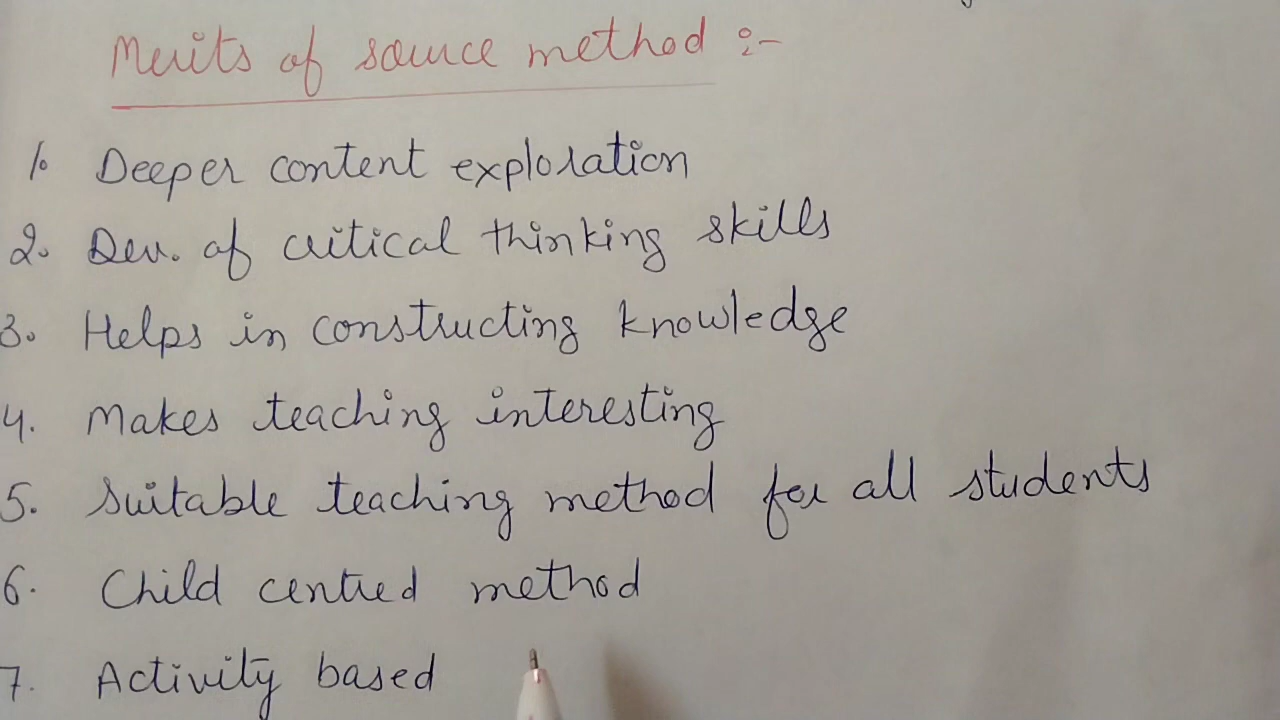 Merits of source method :-
1. Deeper content exploration
2. Dev. of critical thinking skills
3. Helps in constructing knowledge
4. Makes teaching interesting
5. Suitable teaching method for all students
6. Child centred method
7. Activity based